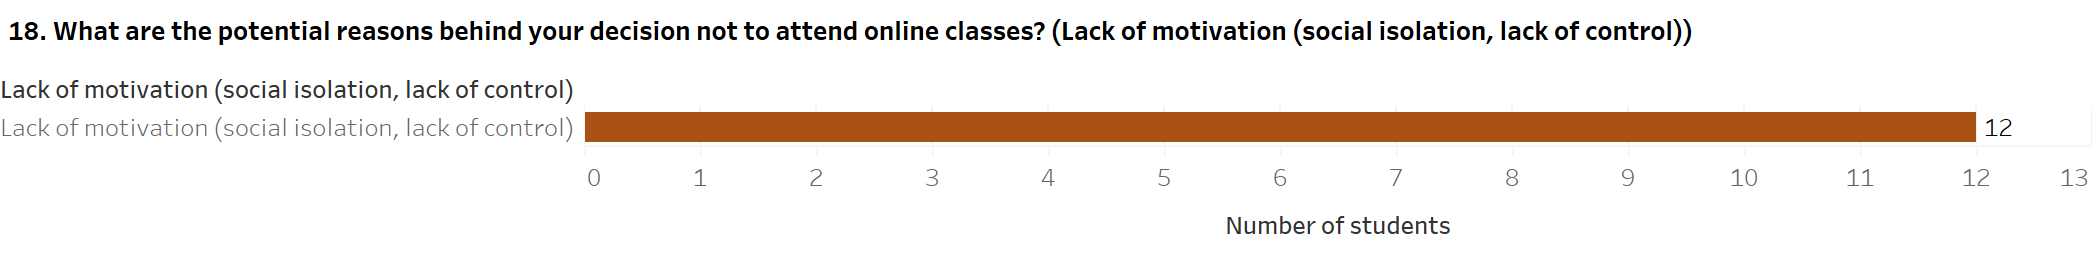 18. What are the potential reasons behind your decision not to attend online classes? (Lack of motivation (social isolation, lack of control))
Lack of motivation (social isolation, lack of control)
Lack of motivation (social isolation, lack of control) 12
0 1 2 3 4 5 6 7 8 9 10 11 12 13
Number of students